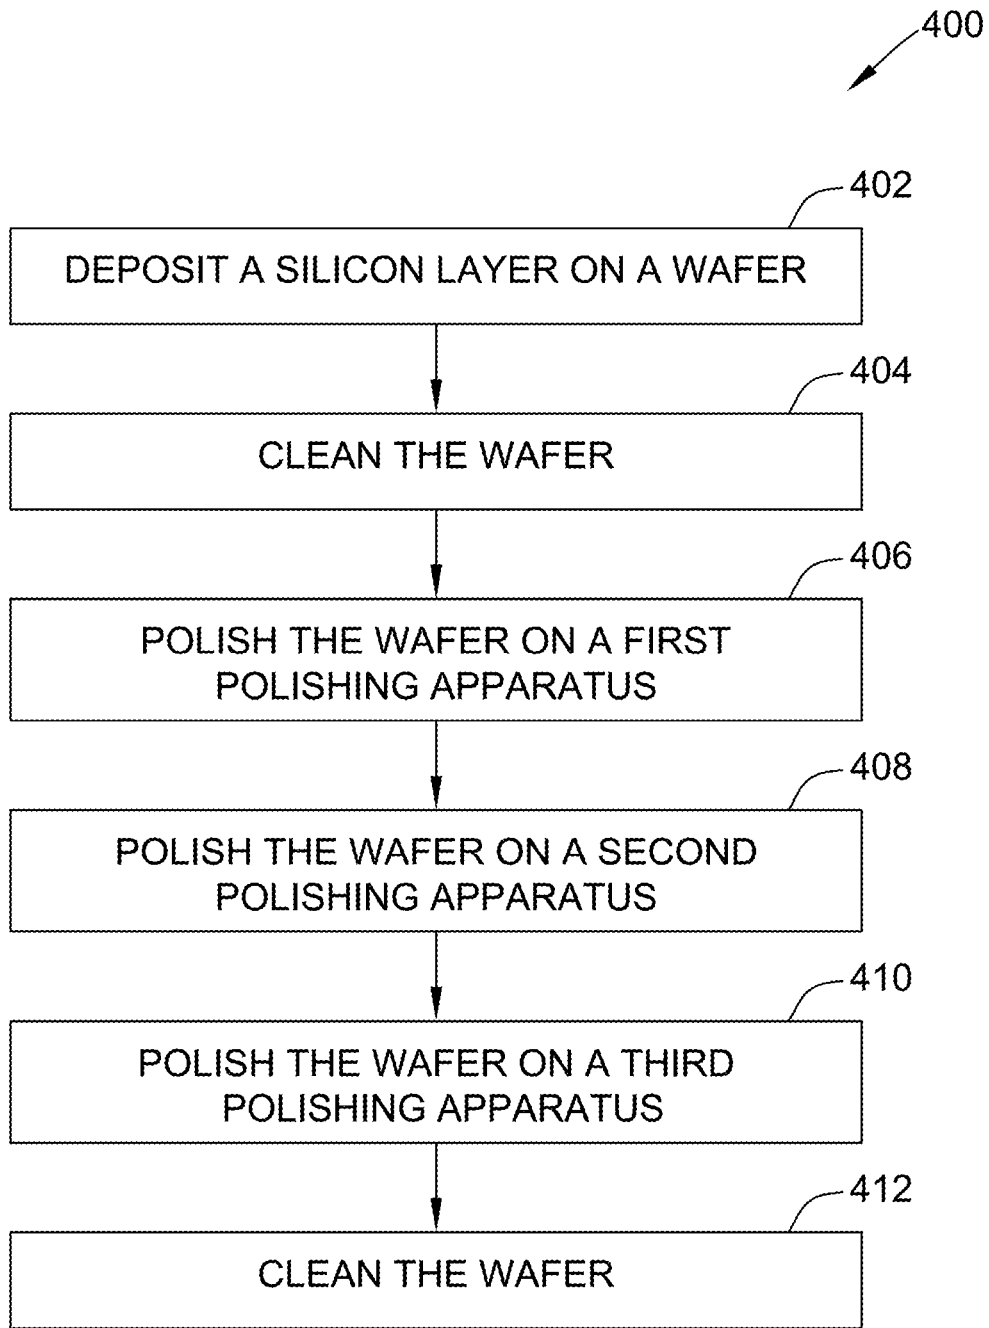 400
402
DEPOSIT A SILICON LAYER ON A WAFER
404
CLEAN THE WAFER
406
POLISH THE WAFER ON A FIRST
POLISHING APPARATUS
408
POLISH THE WAFER ON A SECOND
POLISHING APPARATUS
410
POLISH THE WAFER ON A THIRD
POLISHING APPARATUS
412
CLEAN THE WAFER